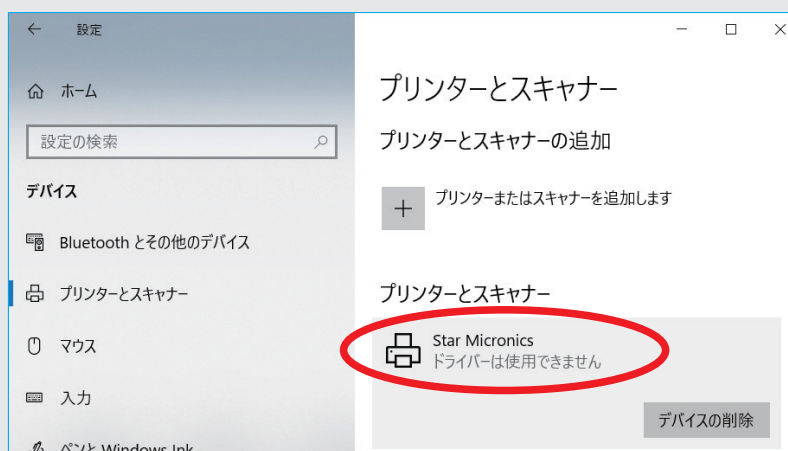 設定
ホーム
設定の検索
デバイス
Bluetooth とその他のデバイス
プリンターとスキャナー
マウス
入力
ペンと Windows Ink
プリンターとスキャナー
プリンターとスキャナーの追加
プリンターまたはスキャナーを追加します
プリンターとスキャナー
Star Micronics
ドライバーは使用できません
デバイスの削除